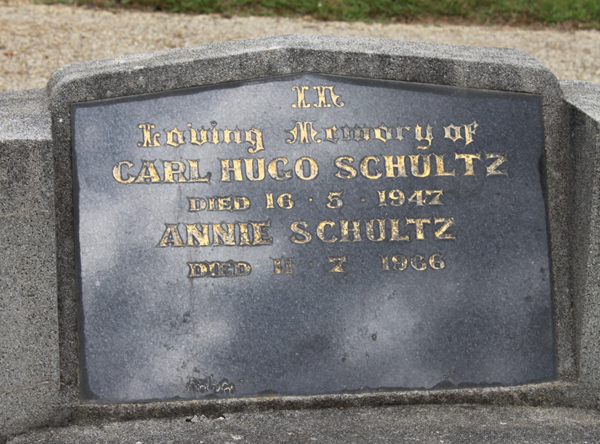 In
Loving Memory of
CARL HUGO SCHULTZ
DIED 16 · 5 · 1947
ANNIE SCHULTZ
DIED 11 7 1966